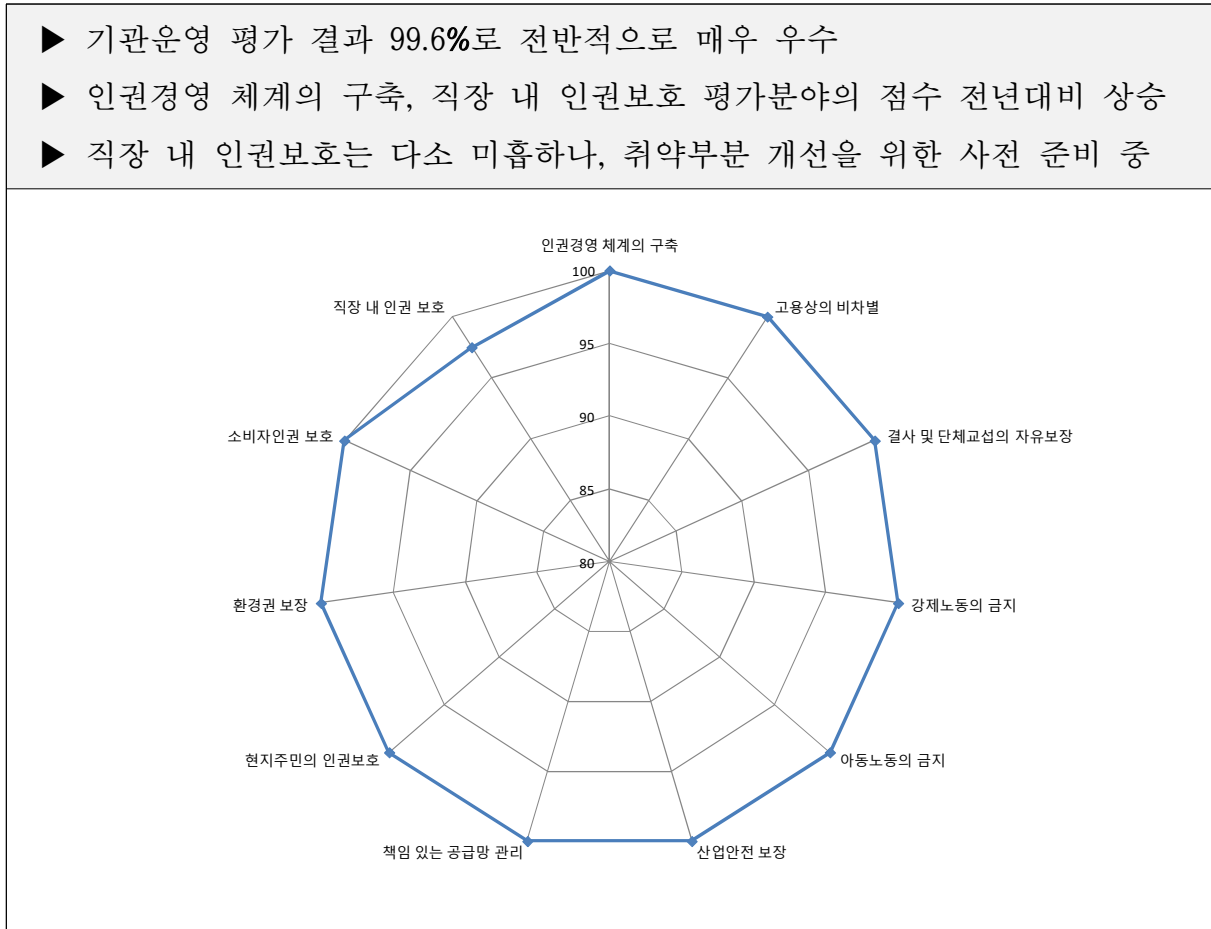 ▶ 기관운영 평가 결과 99.6%로 전반적으로 매우 우수
▶ 인권경영 체계의 구축, 직장 내 인권보호 평가분야의 점수 전년대비 상승
▶ 직장 내 인권보호는 다소 미흡하나, 취약부분 개선을 위한 사전 준비 중
인권경영 체계의 구축
100
직장 내 인권 보호
고용상의 비차별
95
90
소비자인권 보호
결사 및 단체교섭의 자유보장
85
80
환경권 보장
강제노동의 금지
현지주민의 인권보호
아동노동의 금지
책임 있는 공급망 관리
산업안전 보장